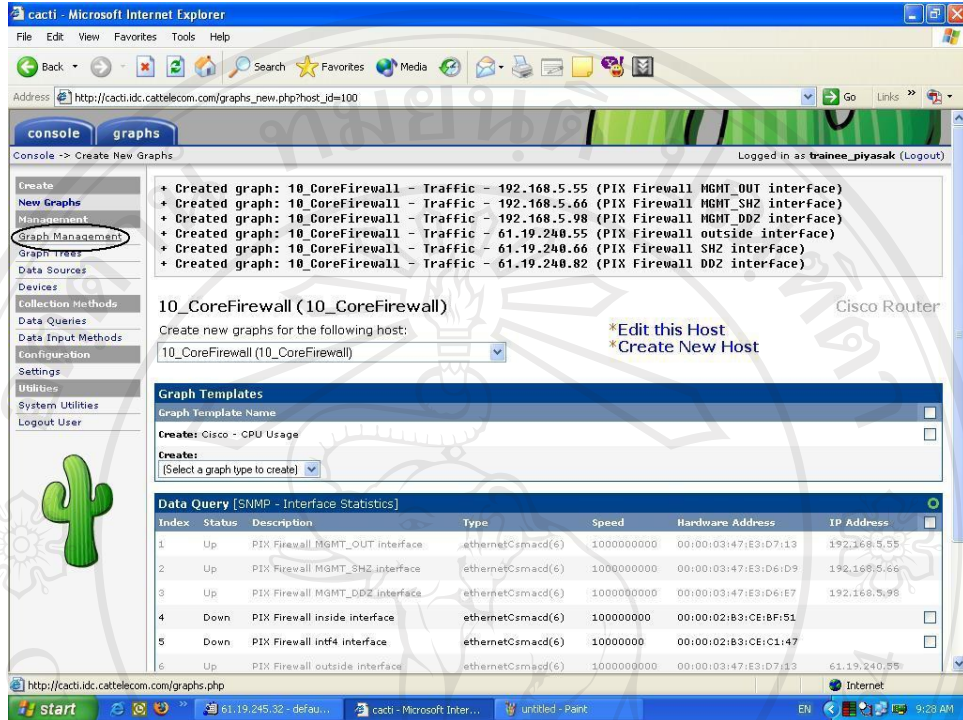 cacti - Microsoft Internet Explorer
File Edit View Favorites Tools Help
Back Search Favorites Media
Address http://cacti.idc.cattelecom.com/graphs_new.php?host_id=100 Go Links »
console graphs
Console -> Create New Graphs Logged in as trainee_piyasak (Logout)
Create
New Graphs
Management
Graph Management
Graph Trees
Data Sources
Devices
Collection Methods
Data Queries
Data Input Methods
Configuration
Settings
Utilities
System Utilities
Logout User
+ Created graph: 10_CoreFirewall - Traffic - 192.168.5.55 (PIX Firewall MGMT_OUT interface)
+ Created graph: 10_CoreFirewall - Traffic - 192.168.5.66 (PIX Firewall MGMT_SHZ interface)
+ Created graph: 10_CoreFirewall - Traffic - 192.168.5.98 (PIX Firewall MGMT_DDZ interface)
+ Created graph: 10_CoreFirewall - Traffic - 61.19.240.55 (PIX Firewall outside interface)
+ Created graph: 10_CoreFirewall - Traffic - 61.19.240.66 (PIX Firewall SHZ interface)
+ Created graph: 10_CoreFirewall - Traffic - 61.19.240.82 (PIX Firewall DDZ interface)
10_CoreFirewall (10_CoreFirewall) Cisco Router
Create new graphs for the following host:
10_CoreFirewall (10_CoreFirewall)
*Edit this Host
*Create New Host
Graph Templates
Graph Template Name
Create: Cisco - CPU Usage
Create:
(Select a graph type to create)
Data Query [SNMP - Interface Statistics]
Index Status Description Type Speed Hardware Address IP Address
1 Up PIX Firewall MGMT_OUT interface ethernetCsmacd(6) 1000000000 00:00:03:47:E3:D7:13 192.168.5.55
2 Up PIX Firewall MGMT_SHZ interface ethernetCsmacd(6) 1000000000 00:00:03:47:E3:D6:D9 192.168.5.66
3 Up PIX Firewall MGMT_DDZ interface ethernetCsmacd(6) 1000000000 00:00:03:47:E3:D6:E7 192.168.5.98
4 Down PIX Firewall inside interface ethernetCsmacd(6) 100000000 00:00:02:B3:CE:BF:51
5 Down PIX Firewall intf4 interface ethernetCsmacd(6) 10000000 00:00:02:B3:CE:C1:47
6 Up PIX Firewall outside interface ethernetCsmacd(6) 1000000000 00:00:03:47:E3:D7:13 61.19.240.55
http://cacti.idc.cattelecom.com/graphs.php Internet
start 61.19.245.32 - defau... cacti - Microsoft Inter... untitled - Paint EN 9:28 AM